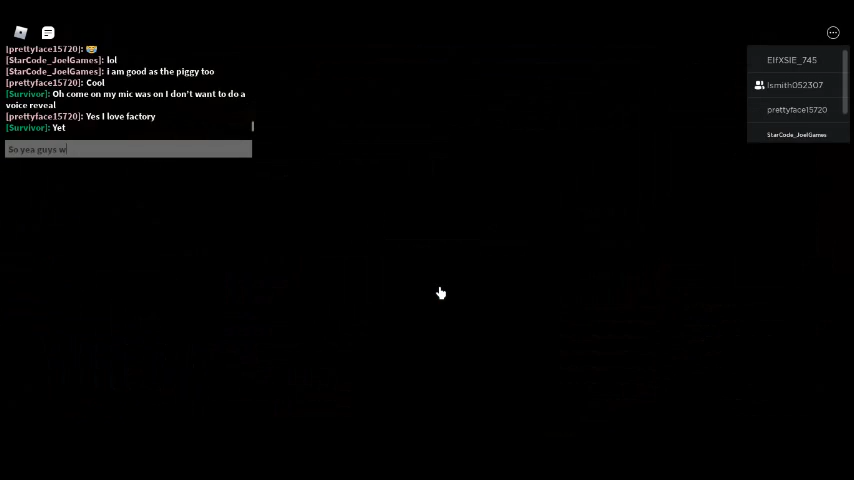 [prettyface15720]: 🤠
[StarCode_JoelGames]: lol
[StarCode_JoelGames]: i am good as the piggy too
[prettyface15720]: Cool
[Survivor]: Oh come on my mic was on I don't want to do a
voice reveal
[prettyface15720]: Yes I love factory
[Survivor]: Yet
So yea guys w
EIfXSIE_745
lsmith052307
prettyface15720
StarCode_JoelGames